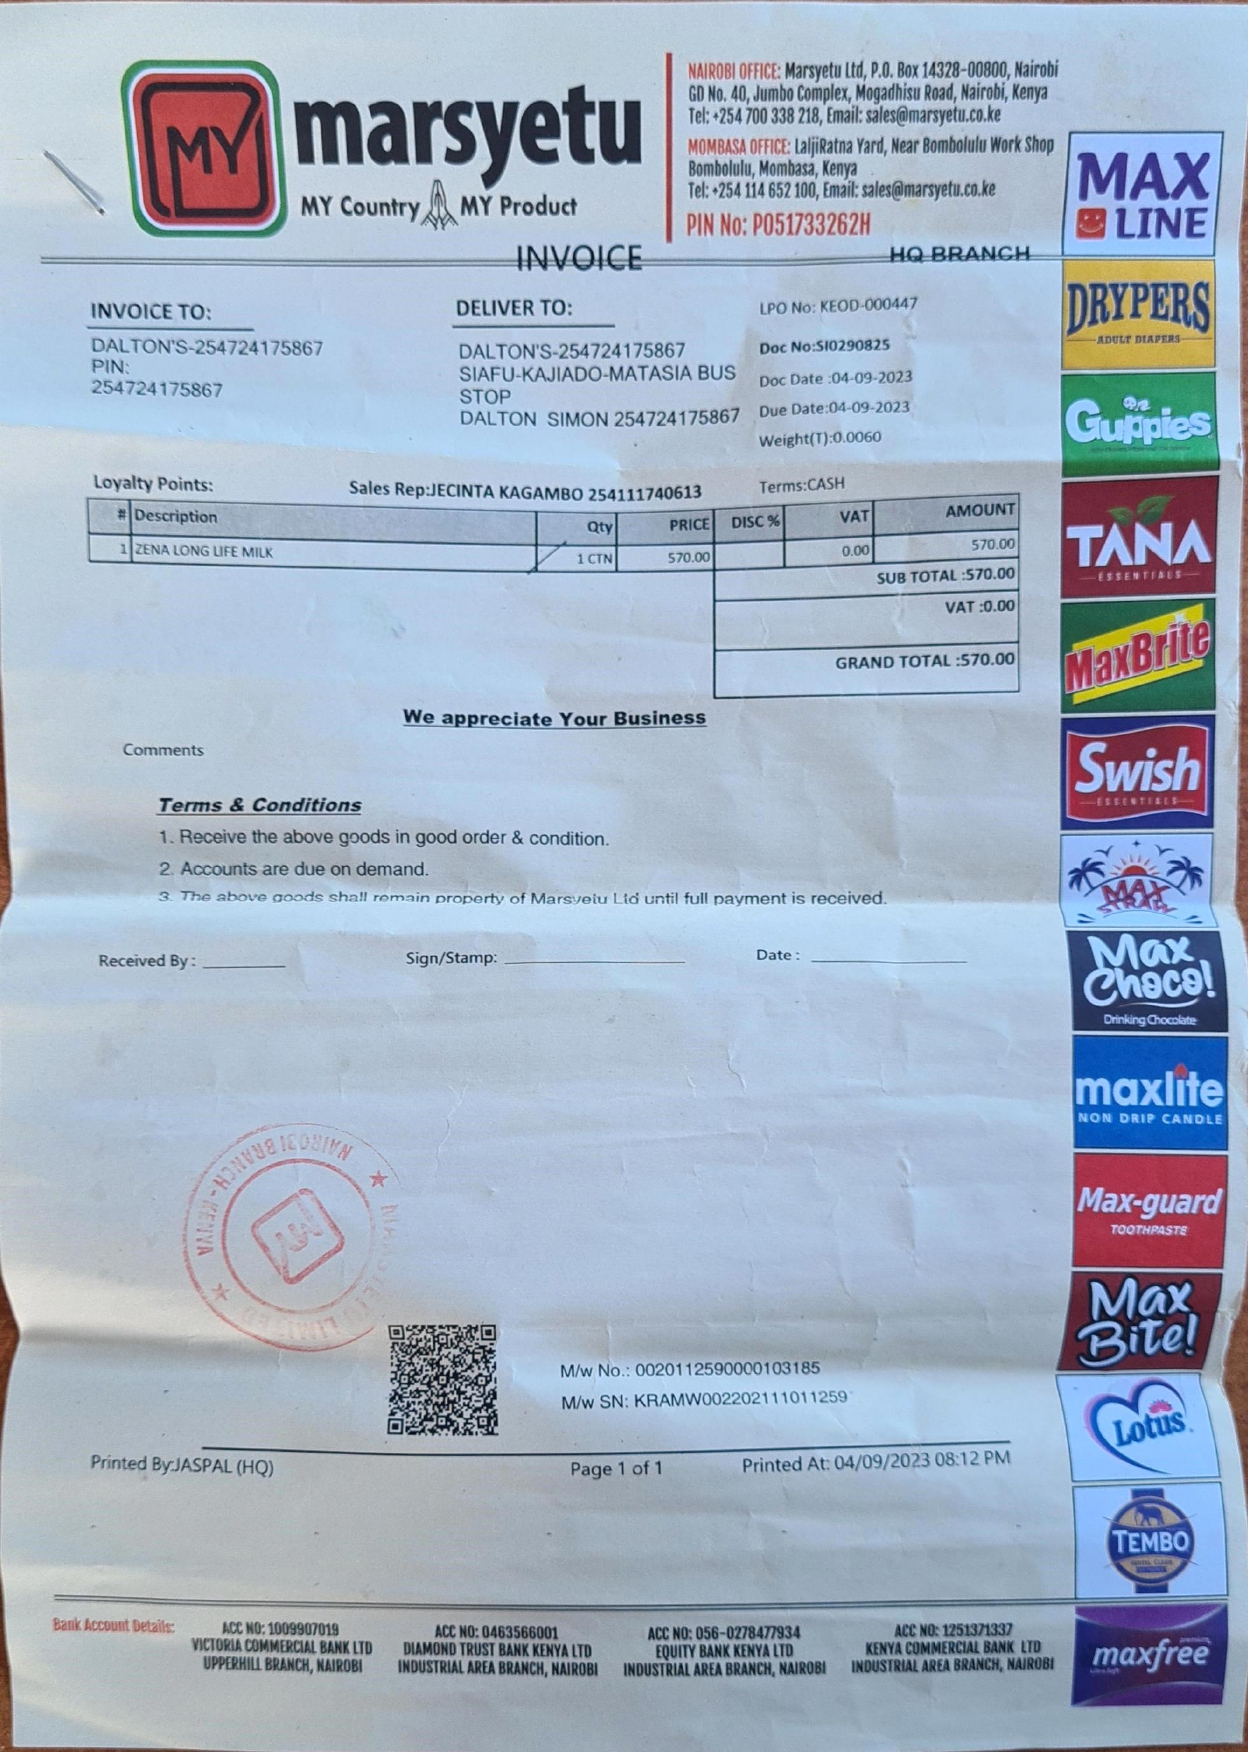 MY
marsyetu
MY Country MY Product
NAIROBI OFFICE: Marsyetu Ltd, P.O. Box 14328-00800, Nairobi
GD No. 40, Jumbo Complex, Mogadhisu Road, Nairobi, Kenya
Tel: +254 700 338 218, Email: sales@marsyetu.co.ke
MOMBASA OFFICE: LaljiRatna Yard, Near Bombolulu Work Shop
Bombolulu, Mombasa, Kenya
Tel: +254 114 652 100, Email: sales@marsyetu.co.ke
PIN No: P051733262H
INVOICE
HQ BRANCH
INVOICE TO:
DALTON'S-254724175867
PIN:
254724175867
DELIVER TO:
DALTON'S-254724175867
SIAFU-KAJIADO-MATASIA BUS
STOP
DALTON SIMON 254724175867
LPO No: KEOD-000447
Doc No:SI0290825
Doc Date :04-09-2023
Due Date:04-09-2023
Weight(T):0.0060
Loyalty Points:
Sales Rep:JECINTA KAGAMBO 254111740613
Terms:CASH
# Description Qty PRICE DISC % VAT AMOUNT
1 ZENA LONG LIFE MILK 1 CTN 570.00 0.00 570.00
SUB TOTAL :570.00
VAT :0.00
GRAND TOTAL :570.00
We appreciate Your Business
Comments
Terms & Conditions
1. Receive the above goods in good order & condition.
2. Accounts are due on demand.
3. The above goods shall remain property of Marsyetu Ltd until full payment is received.
Received By :
Sign/Stamp:
Date :
NAIROBI BRANCH - KENYA
LIMITED
MY
M/w No.: 0020112590000103185
M/w SN: KRAMW002202111011259
Printed By:JASPAL (HQ)
Page 1 of 1
Printed At: 04/09/2023 08:12 PM
Bank Account Details:
ACC NO: 1009907019
VICTORIA COMMERCIAL BANK LTD
UPPERHILL BRANCH, NAIROBI
ACC NO: 0463566001
DIAMOND TRUST BANK KENYA LTD
INDUSTRIAL AREA BRANCH, NAIROBI
ACC NO: 056-0278477934
EQUITY BANK KENYA LTD
INDUSTRIAL AREA BRANCH, NAIROBI
ACC NO: 1251371337
KENYA COMMERCIAL BANK LTD
INDUSTRIAL AREA BRANCH, NAIROBI
MAX
LINE
DRYPERS
ADULT DIAPERS
Guppies
TANA
ESSENTIALS
MaxBrite
Swish
ESSENTIALS
MAX
STRAW
Max
Choco!
Drinking Chocolate
maxlite
NON DRIP CANDLE
Max-guard
TOOTHPASTE
Max
Bite!
Lotus
TEMBO
maxfree